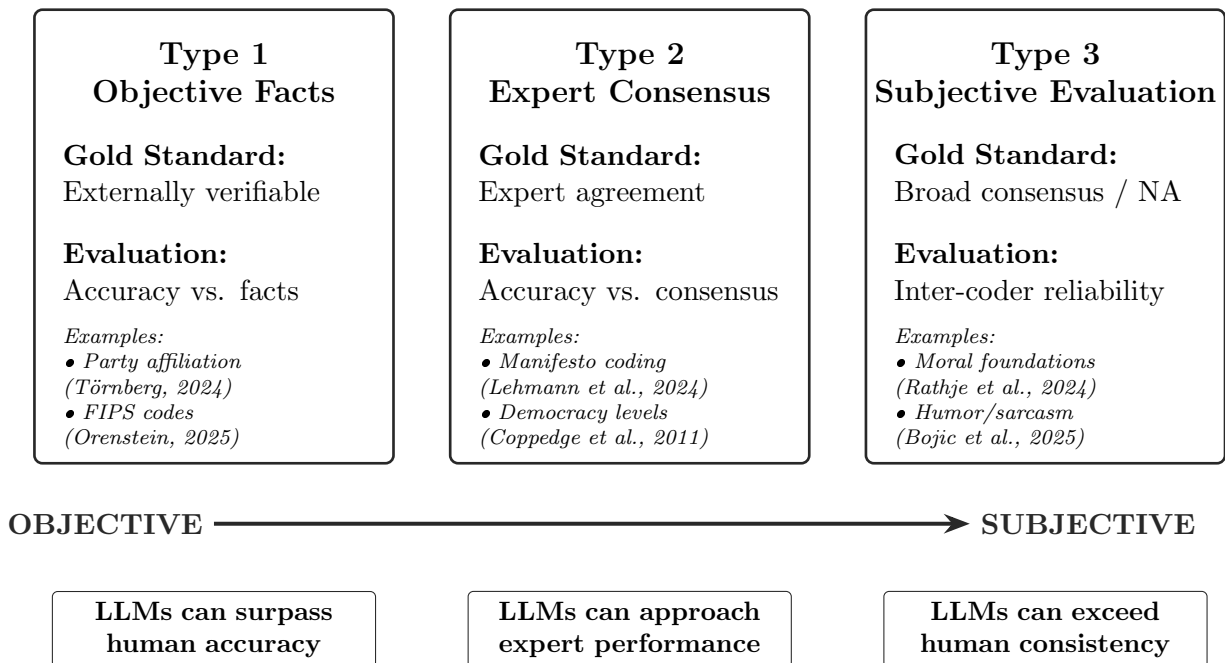 Type 1
Objective Facts
Gold Standard:
Externally verifiable
Evaluation:
Accuracy vs. facts
Examples:
• Party affiliation
(Törnberg, 2024)
• FIPS codes
(Orenstein, 2025)
Type 2
Expert Consensus
Gold Standard:
Expert agreement
Evaluation:
Accuracy vs. consensus
Examples:
• Manifesto coding
(Lehmann et al., 2024)
• Democracy levels
(Coppedge et al., 2011)
Type 3
Subjective Evaluation
Gold Standard:
Broad consensus / NA
Evaluation:
Inter-coder reliability
Examples:
• Moral foundations
(Rathje et al., 2024)
• Humor/sarcasm
(Bojic et al., 2025)
OBJECTIVE
SUBJECTIVE
LLMs can surpass
human accuracy
LLMs can approach
expert performance
LLMs can exceed
human consistency